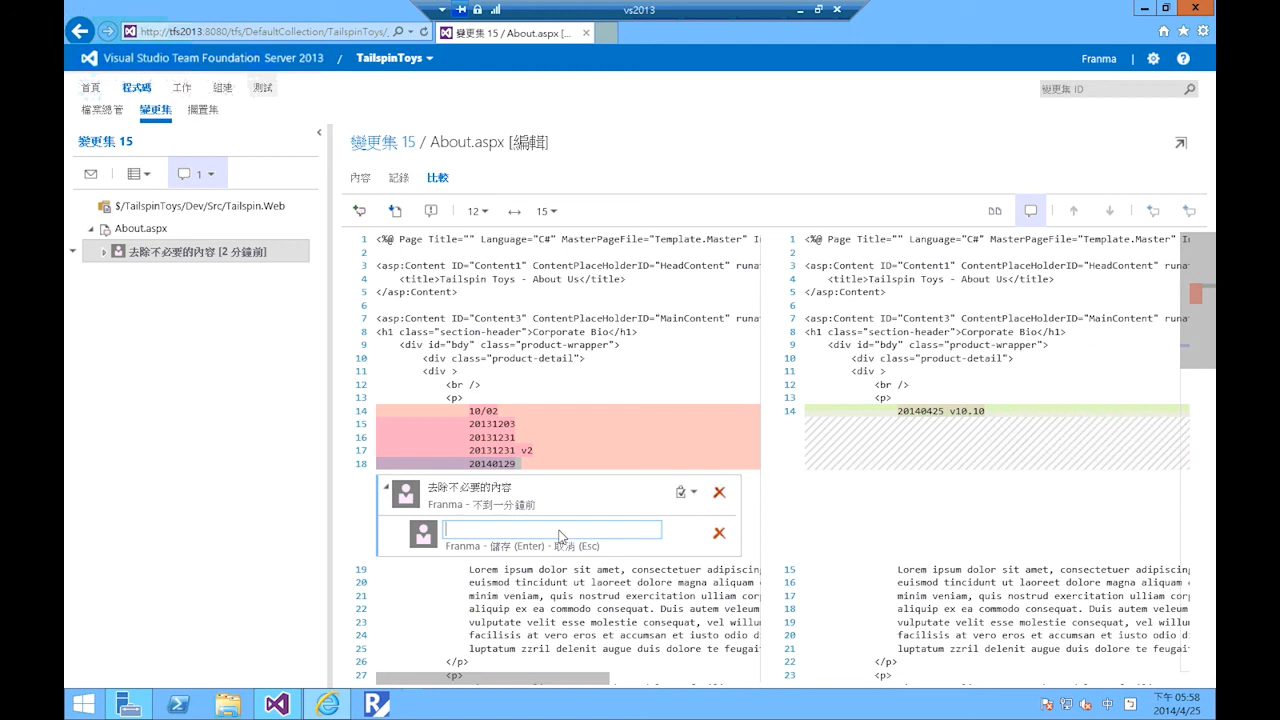 vs2013
http://tfs2013:8080/tfs/DefaultCollection/TailspinToys/_
變更集 15 / About.aspx [...
Visual Studio Team Foundation Server 2013 / TailspinToys
Franma
首頁 程式碼 工作 組建 測試
變更集 ID
檔案總管 變更集 擱置集
變更集 15
1
$/TailspinToys/Dev/Src/Tailspin.Web
About.aspx
去除不必要的內容 [2 分鐘前]
變更集 15 / About.aspx [編輯]
內容 記錄 比較
12 15
1 <%@ Page Title="" Language="C#" MasterPageFile="Template.Master" I
2
3 <asp:Content ID="Content1" ContentPlaceHolderID="HeadContent" runa
4 <title>Tailspin Toys - About Us</title>
5 </asp:Content>
6
7 <asp:Content ID="Content3" ContentPlaceHolderID="MainContent" runa
8 <h1 class="section-header">Corporate Bio</h1>
9 <div id="bdy" class="product-wrapper">
10 <div class="product-detail">
11 <div >
12 <br />
13 <p>
14 10/02
15 20131203
16 20131231
17 20131231 v2
18 20140129
去除不必要的內容
Franma - 不到一分鐘前
Franma - 儲存 (Enter) - 取消 (Esc)
19 Lorem ipsum dolor sit amet, consectetuer adipiscing
20 euismod tincidunt ut laoreet dolore magna aliquam
21 minim veniam, quis nostrud exercitation ulliam cor
22 aliquip ex ea commodo consequat. Duis autem veleum
23 vulputate velit esse molestie consequat, vel willu
24 facilisis at vero eros et accumsan et iusto odio d
25 luptatum zzril delenit augue duis dolore te feugai
26 </p>
27 <p>
1 <%@ Page Title="" Language="C#" MasterPageFile="Template.Master" I
2
3 <asp:Content ID="Content1" ContentPlaceHolderID="HeadContent" runa
4 <title>Tailspin Toys - About Us</title>
5 </asp:Content>
6
7 <asp:Content ID="Content3" ContentPlaceHolderID="MainContent" runa
8 <h1 class="section-header">Corporate Bio</h1>
9 <div id="bdy" class="product-wrapper">
10 <div class="product-detail">
11 <div >
12 <br />
13 <p>
14 20140425 v10.10
15 Lorem ipsum dolor sit amet, consectetuer adipiscing
16 euismod tincidunt ut laoreet dolore magna aliquam
17 minim veniam, quis nostrud exercitation ulliam cor
18 aliquip ex ea commodo consequat. Duis autem veleum
19 vulputate velit esse molestie consequat, vel willu
20 facilisis at vero eros et accumsan et iusto odio d
21 luptatum zzril delenit augue duis dolore te feugai
22 </p>
23 <p>
中
下午 05:58
2014/4/25